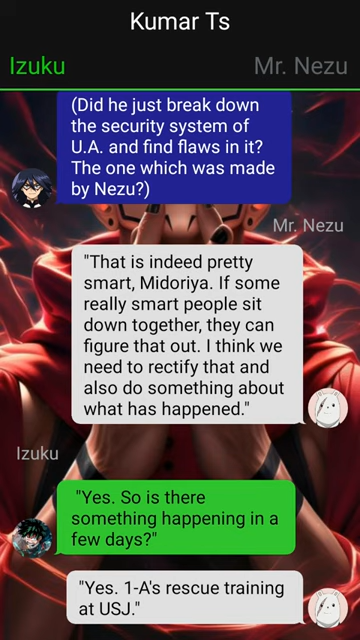 Kumar Ts
Izuku
Mr. Nezu
(Did he just break down
the security system of
U.A. and find flaws in it?
The one which was made
by Nezu?)
Mr. Nezu
"That is indeed pretty
smart, Midoriya. If some
really smart people sit
down together, they can
figure that out. I think we
need to rectify that and
also do something about
what has happened."
Izuku
"Yes. So is there
something happening in a
few days?"
"Yes. 1-A's rescue training
at USJ."